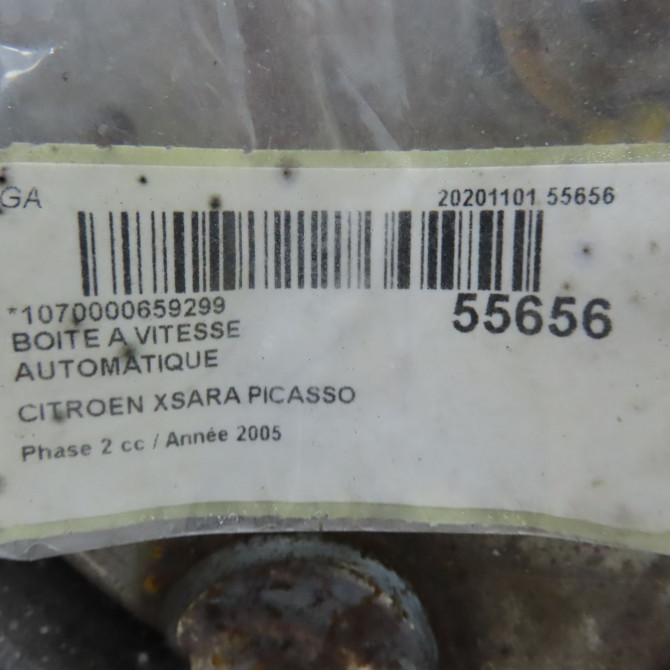 GA
20201101 55656
*1070000659299
55656
BOITE A VITESSE
AUTOMATIQUE
CITROEN XSARA PICASSO
Phase 2 cc / Année 2005